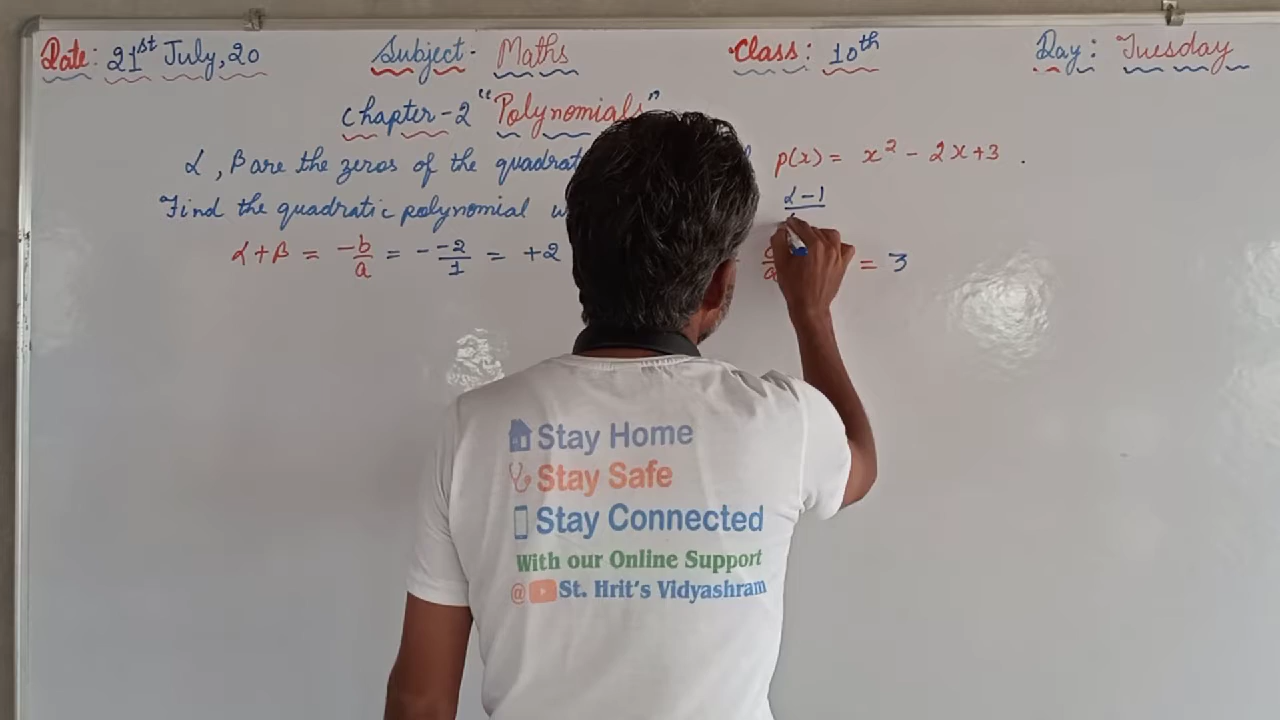 Date: 21st July, 20 Subject- Maths Class: 10th Day: Tuesday
Chapter-2 "Polynomials"
α, β are the zeros of the quadrat p(x) = x² - 2x+3 .
Find the quadratic polynomial α-1
α+β = -b/a = - -2/1 = +2 = 3
Stay Home
Stay Safe
Stay Connected
With our Online Support
@ St. Hrit's Vidyashram